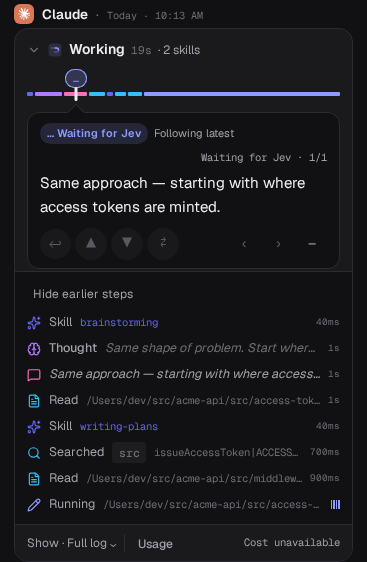 Claude · Today · 10:13 AM
Working 19s · 2 skills
…
… Waiting for Jev Following latest
Waiting for Jev · 1/1
Same approach — starting with where
access tokens are minted.
Hide earlier steps
Skill brainstorming 40ms
Thought Same shape of problem. Start wher… 1s
Same approach — starting with where access… 1s
Read /Users/dev/src/acme-api/src/access-tok… 1s
Skill writing-plans 40ms
Searched src issueAccessToken|ACCESS… 700ms
Read /Users/dev/src/acme-api/src/middlew… 900ms
Running /Users/dev/src/acme-api/src/access-…
Show · Full log Usage Cost unavailable